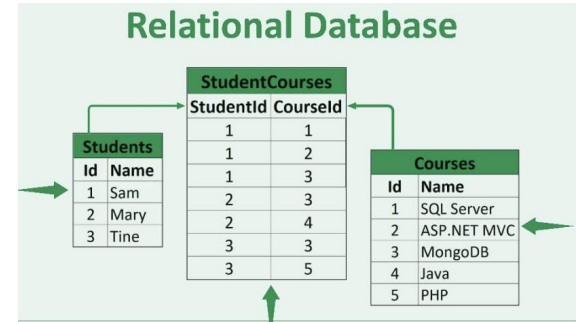 Relational Database
StudentCourses
StudentId CourseId
1 1
1 2
1 3
2 3
2 4
3 3
3 5
Students
Id Name
1 Sam
2 Mary
3 Tine
Courses
Id Name
1 SQL Server
2 ASP.NET MVC
3 MongoDB
4 Java
5 PHP